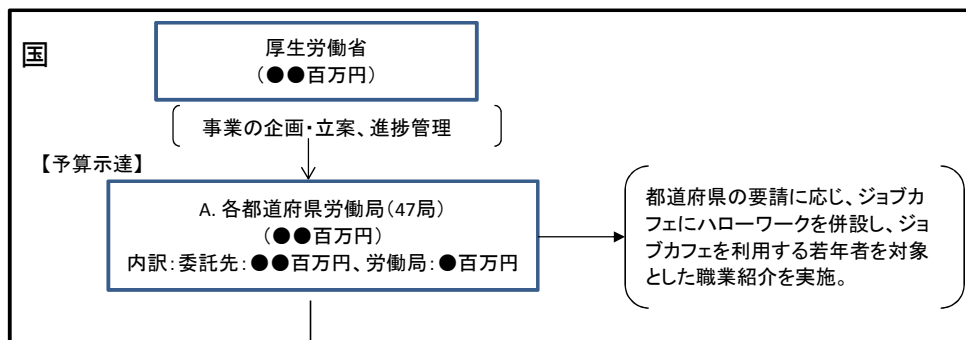 国
厚生労働省
(●●百万円)
事業の企画・立案、進捗管理
【予算示達】
A. 各都道府県労働局(47局)
(●●百万円)
内訳:委託先:●●百万円、労働局:●百万円
都道府県の要請に応じ、ジョブカ
フェにハローワークを併設し、ジョ
ブカフェを利用する若年者を対象
とした職業紹介を実施。